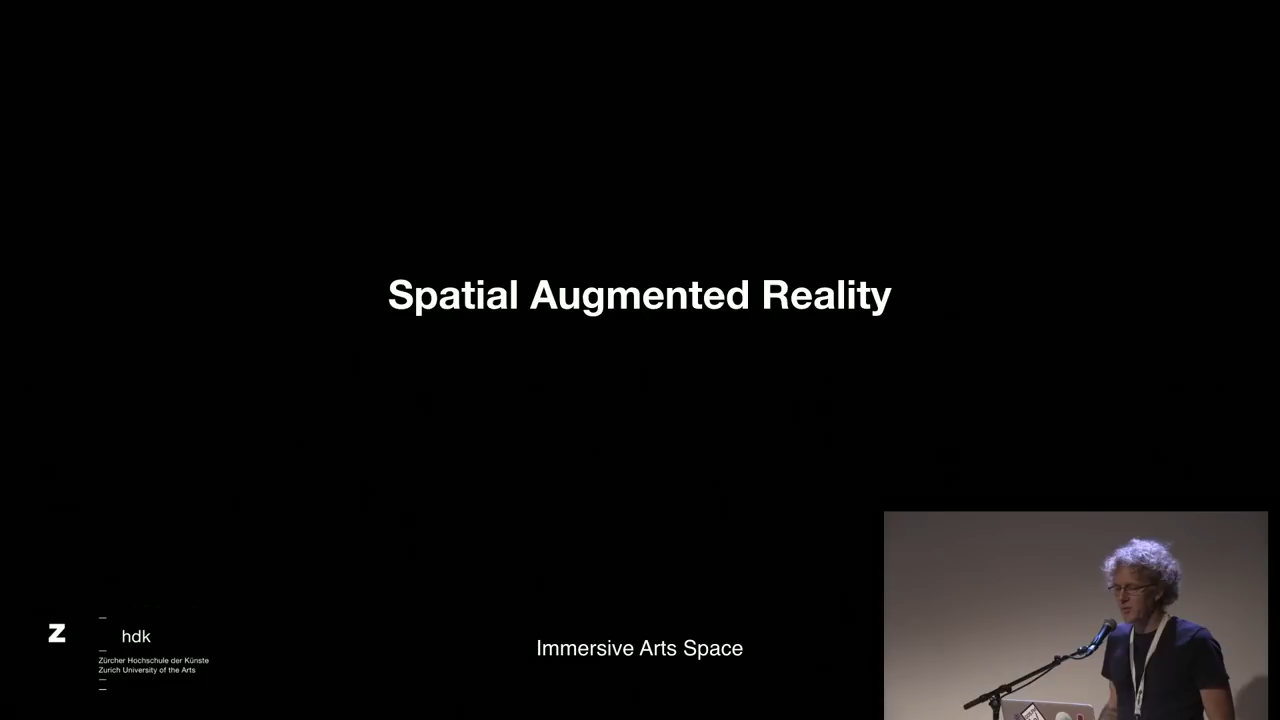 Spatial Augmented Reality
Z
hdk
Zürcher Hochschule der Künste
Zurich University of the Arts
Immersive Arts Space